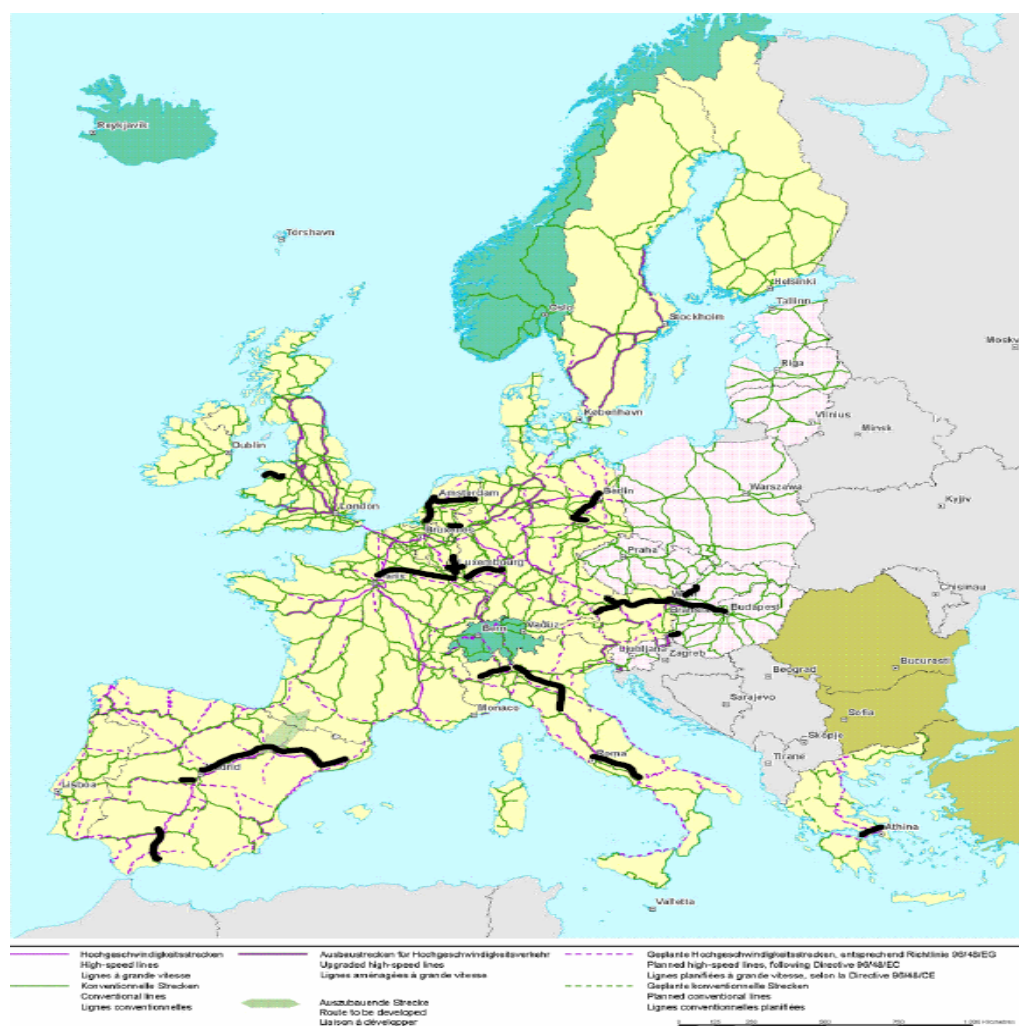 Reykjavik
Tórshavn
Helsinki
Tallinn
Oslo
Stockholm
Moskv
Riga
København
Vilnius
Minsk
Dublin
Amsterdam
Berlin
Warszawa
London
Kyjiv
Bruxelles
Praha
Luxembourg
Paris
Chisinau
Budapest
Bern
Vaduz
Ljubljana
Zagreb
Bucuresti
Beograd
Sarajevo
Monaco
Sofia
Skopje
Roma
Tirane
Lisboa
Athina
Valletta
Hochgeschwindigkeitsstrecken
High-speed lines
Lignes à grande vitesse
Konventionelle Strecken
Conventional lines
Lignes conventionnelles
Ausbaustrecken für Hochgeschwindigkeitsverkehr
Upgraded high-speed lines
Lignes aménagées à grande vitesse
Auszubauende Strecke
Route to be developed
Liaison à développer
Geplante Hochgeschwindigkeitsstrecken, entsprechend Richtlinie 96/48/EG
Planned high-speed lines, following Directive 96/48/EC
Lignes planifiées à grande vitesse, selon la Directive 96/48/CE
Geplante konventionelle Strecken
Planned conventional lines
Lignes conventionnelles planifiées